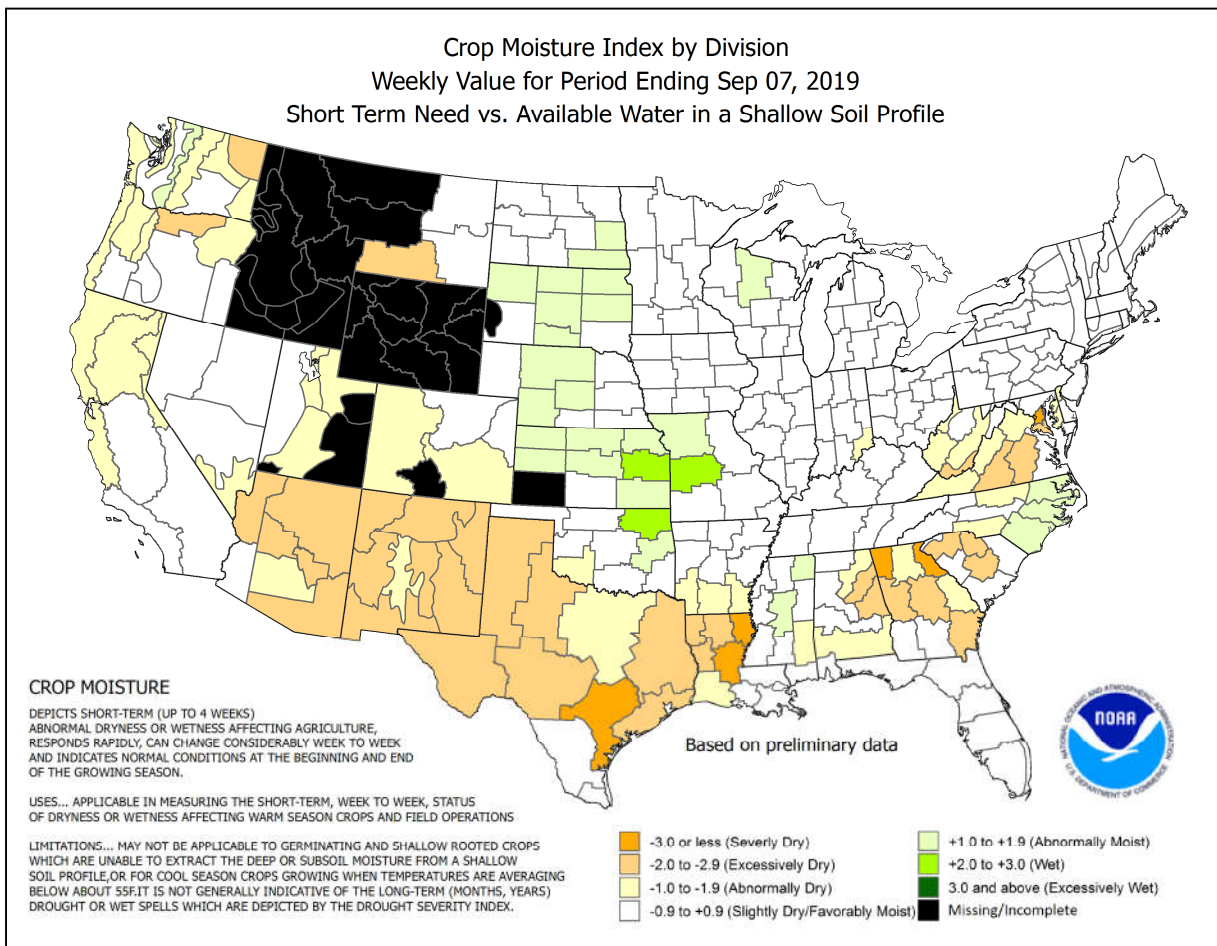 Crop Moisture Index by Division
Weekly Value for Period Ending Sep 07, 2019
Short Term Need vs. Available Water in a Shallow Soil Profile
CROP MOISTURE
DEPICTS SHORT-TERM (UP TO 4 WEEKS)
ABNORMAL DRYNESS OR WETNESS AFFECTING AGRICULTURE,
RESPONDS RAPIDLY, CAN CHANGE CONSIDERABLY WEEK TO WEEK
AND INDICATES NORMAL CONDITIONS AT THE BEGINNING AND END
OF THE GROWING SEASON.
USES... APPLICABLE IN MEASURING THE SHORT-TERM, WEEK TO WEEK, STATUS
OF DRYNESS OR WETNESS AFFECTING WARM SEASON CROPS AND FIELD OPERATIONS
LIMITATIONS... MAY NOT BE APPLICABLE TO GERMINATING AND SHALLOW ROOTED CROPS
WHICH ARE UNABLE TO EXTRACT THE DEEP OR SUBSOIL MOISTURE FROM A SHALLOW
SOIL PROFILE,OR FOR COOL SEASON CROPS GROWING WHEN TEMPERATURES ARE AVERAGING
BELOW ABOUT 55F.IT IS NOT GENERALLY INDICATIVE OF THE LONG-TERM (MONTHS, YEARS)
DROUGHT OR WET SPELLS WHICH ARE DEPICTED BY THE DROUGHT SEVERITY INDEX.
Based on preliminary data
NATIONAL OCEANIC AND ATMOSPHERIC ADMINISTRATION
NOAA
U.S. DEPARTMENT OF COMMERCE
-3.0 or less (Severly Dry)
-2.0 to -2.9 (Excessively Dry)
-1.0 to -1.9 (Abnormally Dry)
-0.9 to +0.9 (Slightly Dry/Favorably Moist)
+1.0 to +1.9 (Abnormally Moist)
+2.0 to +3.0 (Wet)
3.0 and above (Excessively Wet)
Missing/Incomplete